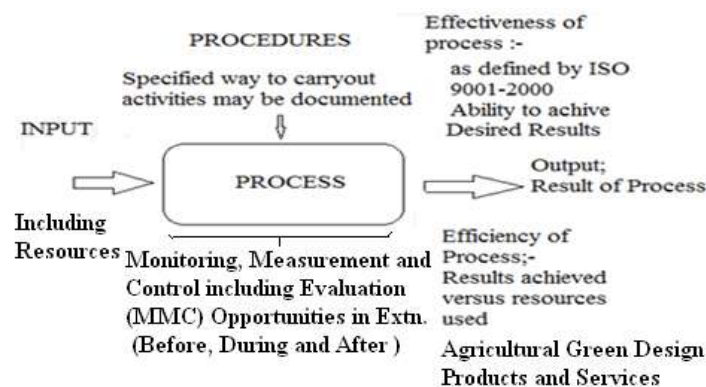 PROCEDURES
Specified way to carryout
activities may be documented
Effectiveness of
process :-
as defined by ISO
9001-2000
Ability to achive
Desired Results
INPUT
PROCESS
Output;
Result of Process
Including
Resources
Monitoring, Measurement and
Control including Evaluation
(MMC) Opportunities in Extn.
(Before, During and After )
Efficiency of
Process;-
Results achieved
versus resources
used
Agricultural Green Design
Products and Services